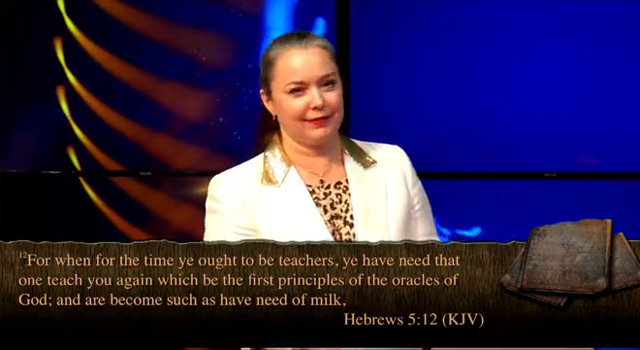 ¹²For when for the time ye ought to be teachers, ye have need that
one teach you again which be the first principles of the oracles of
God; and are become such as have need of milk,
Hebrews 5:12 (KJV)